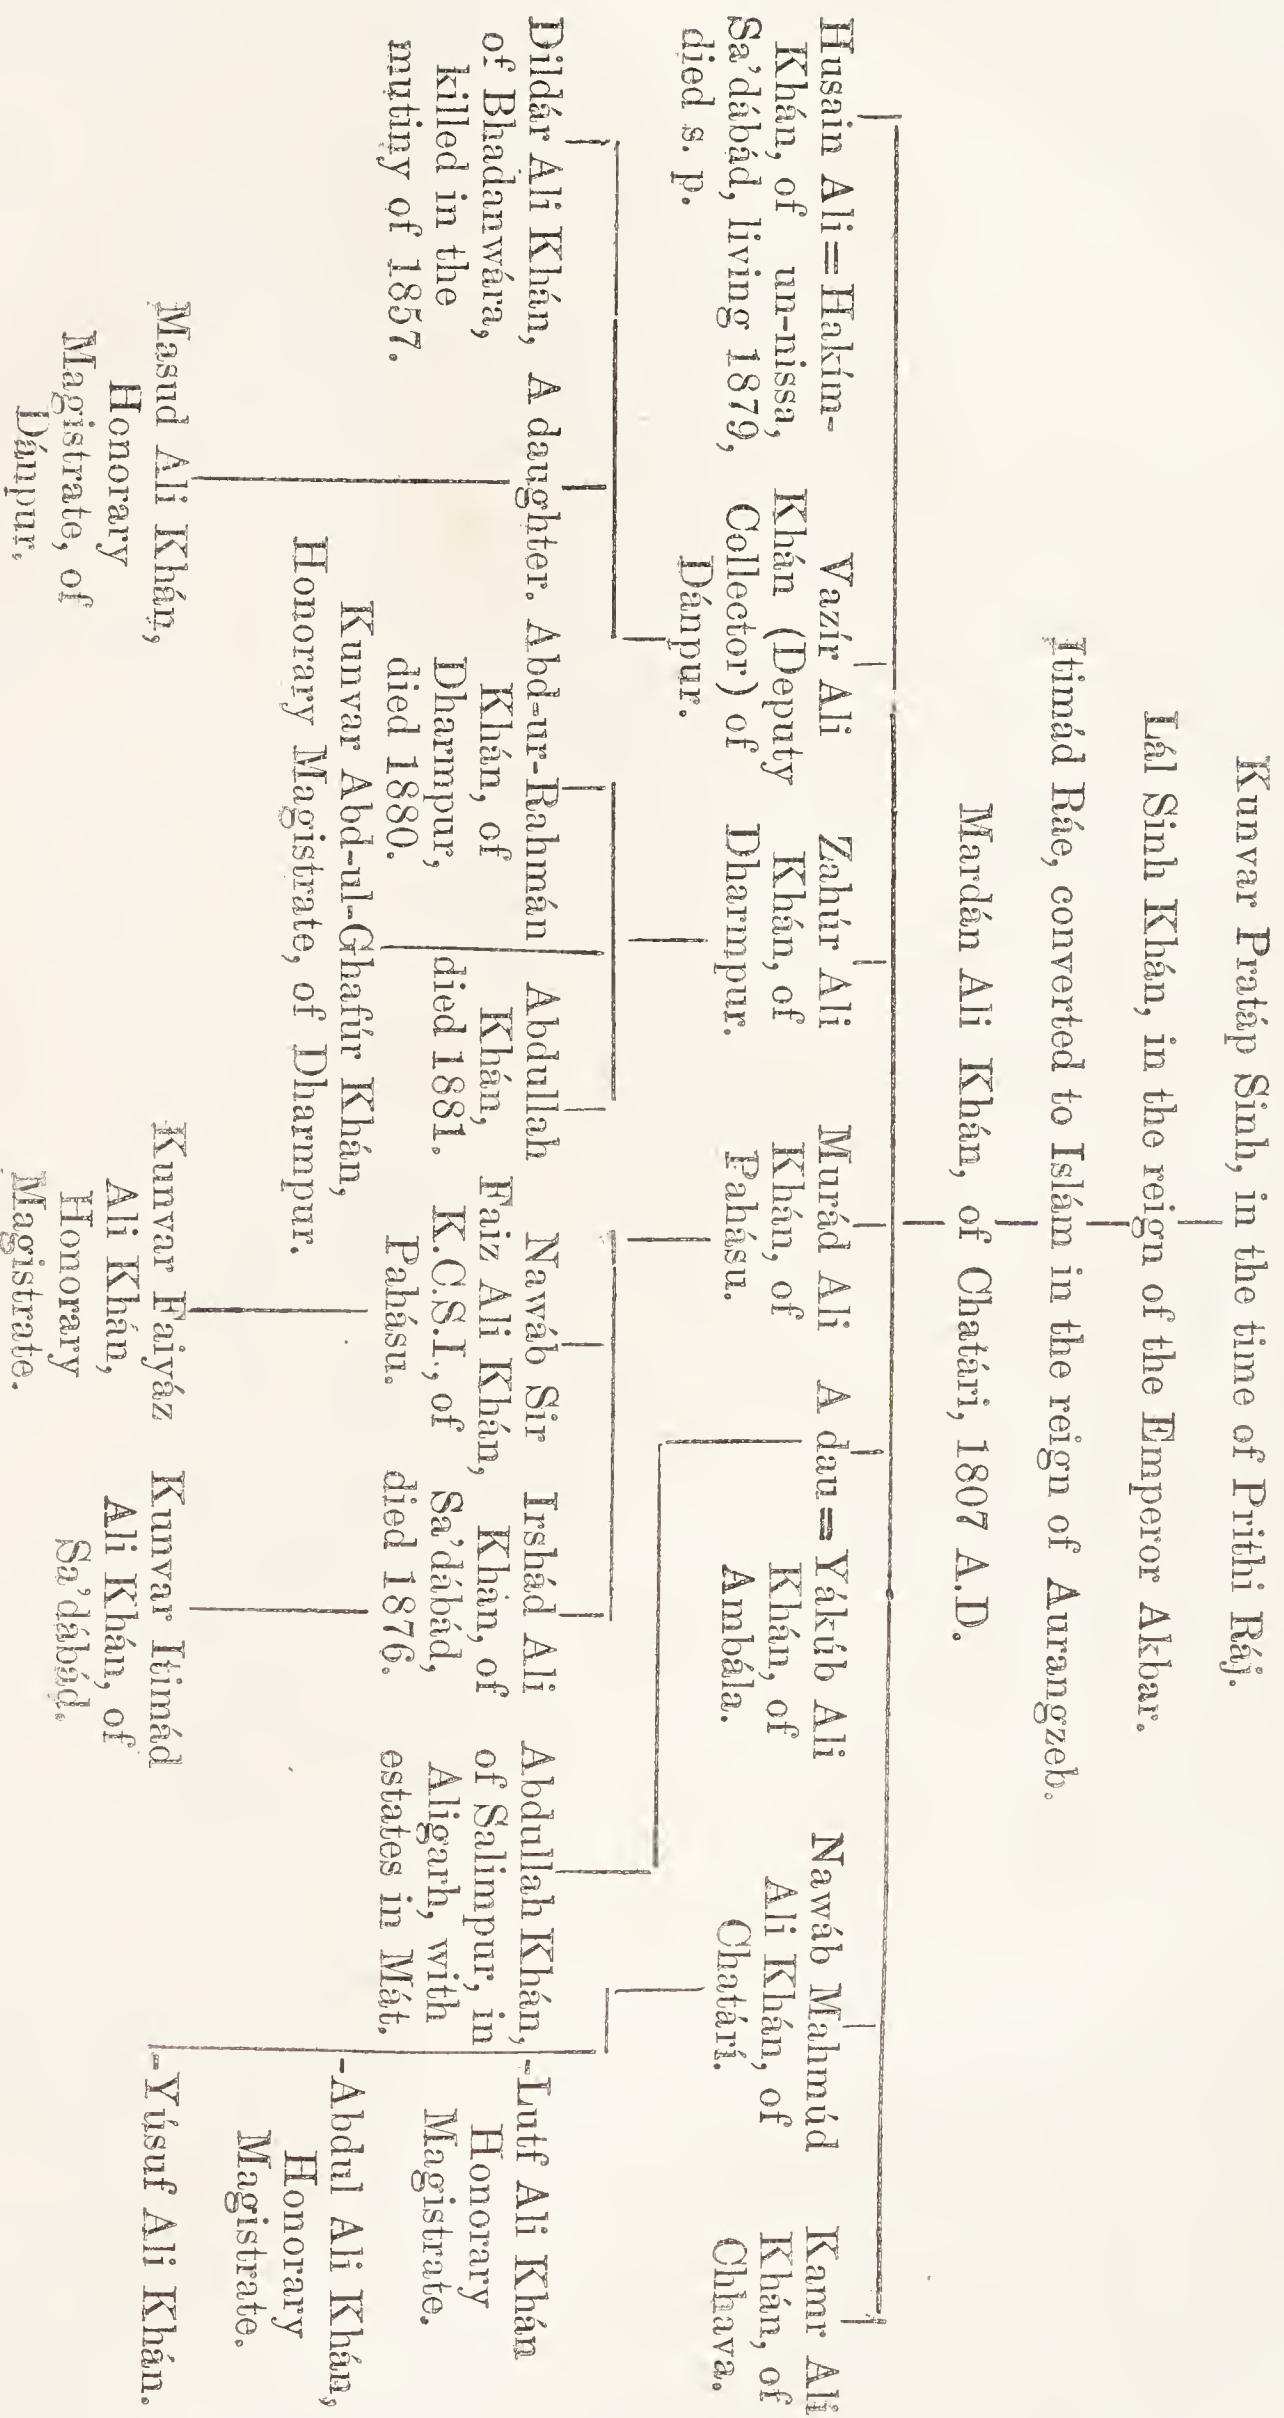 Kunvar Pratáp Sinh, in the time of Prithi Ráj.
Lál Sinh Khán, in the reign of the Emperor Akbar.
Itimád Ráe, converted to Islám in the reign of Aurangzeb.
Mardán Ali Khán, of Chatári, 1807 A.D.
Husain Ali=Hakím-
Khán, of un-nissa,
Sa'dábád, living 1879,
died s. p.
Vazír Ali
Khán (Deputy
Collector) of
Dánpur.
Zahúr Ali
Khán, of
Dharmpur.
Murád Ali
Khán, of
Pahásu.
A dau=Yákúb Ali
Khán, of
Ambála.
Nawáb Mahmúd
Ali Khán, of
Chatárí.
Kamr Ali
Khán, of
Chhava.
Dildár Ali Khán,
of Bhadanwára,
killed in the
mutiny of 1857.
A daughter.
Abd-ur-Rahmán
Khán, of
Dharmpur,
died 1880.
Abdullah
Khán,
died 1881.
Nawáb Sir
Faiz Ali Khán,
K.C.S.I., of
Pahásu.
Irshád Ali
Khán, of
Sa'dábád,
died 1876.
Abdullah Khán,
of Salimpur, in
Aligarh, with
estates in Mát.
-Lutf Ali Khán
Honorary
Magistrate.
Kunvar Abd-ul-Ghafúr Khán,
Honorary Magistrate, of Dharmpur.
-Abdul Ali Khán,
Honorary
Magistrate.
Masud Ali Khán,
Honorary
Magistrate, of
Dánpur.
Kunvar Faiyáz
Ali Khán,
Honorary
Magistrate.
Kunvar Itimád
Ali Khán, of
Sa'dábád.
-Yúsuf Ali Khán.